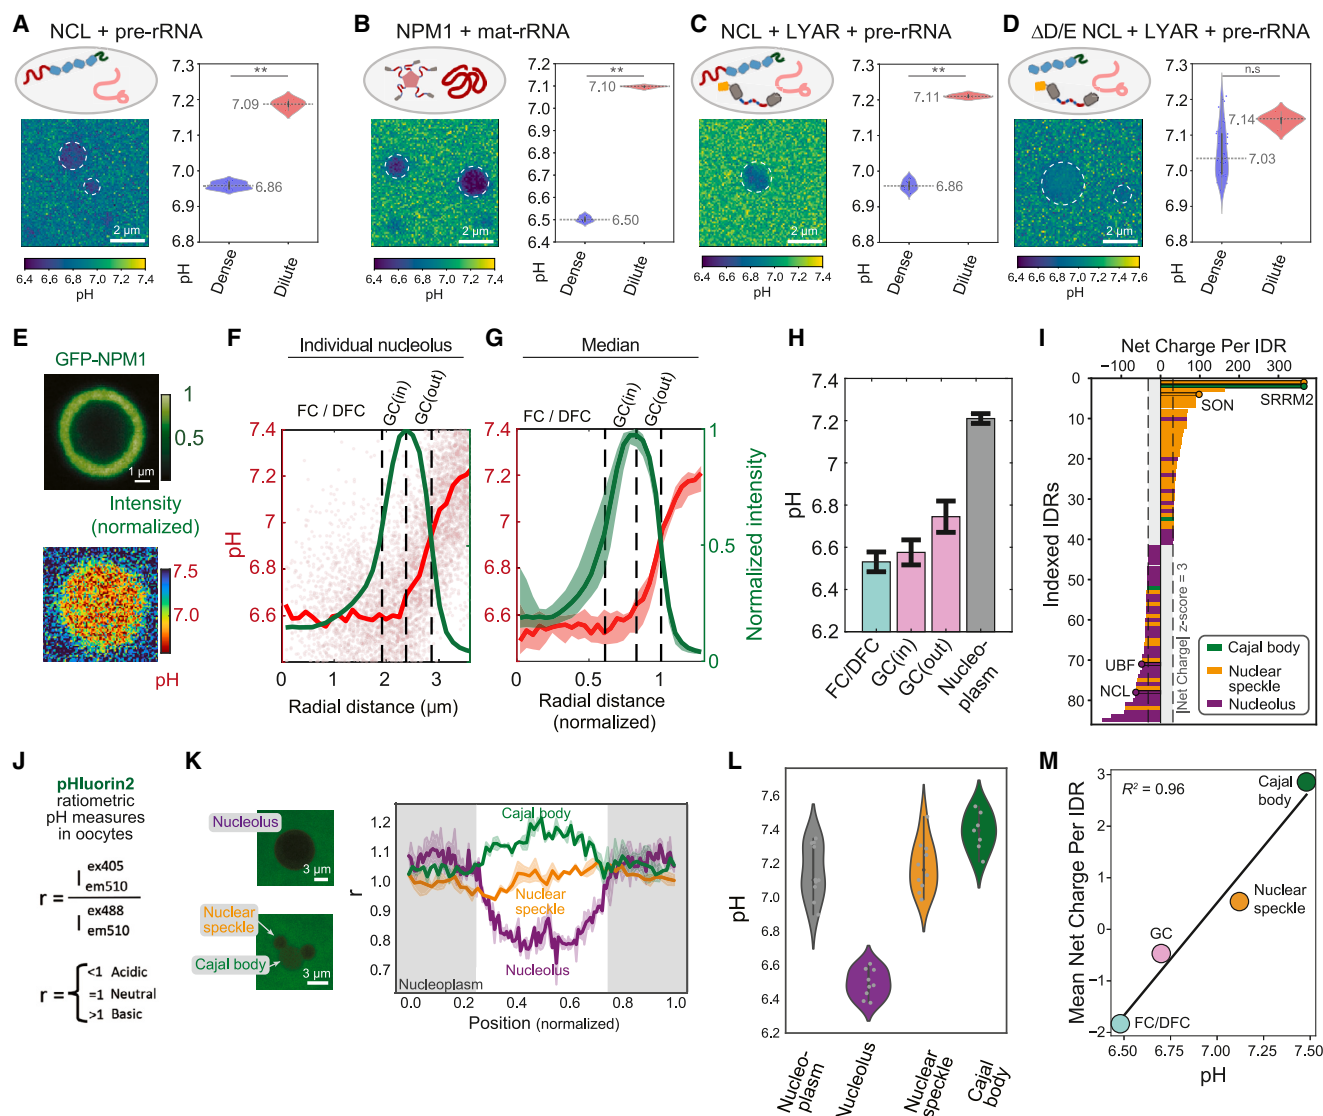 A
NCL + pre-rRNA
7.3
7.2
7.1
7.0
6.9
6.8
**
7.09
6.86
pH
Dense
Dilute
2 µm
6.4 6.6 6.8 7.0 7.2 7.4
pH
B
NPM1 + mat-rRNA
7.2
7.1
7.0
6.9
6.8
6.7
6.6
6.5
6.4
**
7.10
6.50
pH
Dense
Dilute
2 µm
6.4 6.6 6.8 7.0 7.2 7.4
pH
C
NCL + LYAR + pre-rRNA
7.3
7.2
7.1
7.0
6.9
6.8
**
7.11
6.86
pH
Dense
Dilute
2 µm
6.4 6.6 6.8 7.0 7.2 7.4
pH
D
ΔD/E NCL + LYAR + pre-rRNA
7.3
7.2
7.1
7.0
6.9
6.8
n.s
7.14
7.03
pH
Dense
Dilute
2 µm
6.4 6.6 6.8 7.0 7.2 7.4 7.6
pH
E
GFP-NPM1
1
0.5
1 µm
Intensity
(normalized)
7.5
7.0
pH
F
Individual nucleolus
FC / DFC
GC(in)
GC(out)
7.4
7.2
7
6.8
6.6
pH
0 1 2 3
Radial distance (µm)
G
Median
FC / DFC
GC(in)
GC(out)
1
0.5
0
Normalized intensity
0 0.5 1
Radial distance
(normalized)
H
7.4
7.2
7
6.8
6.6
6.4
6.2
pH
FC/DFC
GC(in)
GC(out)
Nucleo-
plasm
I
Net Charge Per IDR
−100 0 100 200 300
0
10
20
30
40
50
60
70
80
Indexed IDRs
SON
SRRM2
UBF
NCL
|Net Charge| z-score = 3
Cajal body
Nuclear
speckle
Nucleolus
J
pHluorin2
ratiometric
pH measures
in oocytes
r =
I ex405
em510
I ex488
em510
r =
<1 Acidic
=1 Neutral
>1 Basic
K
Nucleolus
3 µm
Nuclear
speckle
Cajal body
3 µm
1.2
1.1
1.0
0.9
0.8
0.7
r
Cajal body
Nuclear
speckle
Nucleolus
Nucleoplasm
0.0 0.2 0.4 0.6 0.8 1.0
Position (normalized)
L
7.6
7.4
7.2
7.0
6.8
6.6
6.4
6.2
pH
Nucleo-
plasm
Nucleolus
Nuclear
speckle
Cajal
body
M
3
2
1
0
−1
−2
Mean Net Charge Per IDR
R² = 0.96
Cajal
body
Nuclear
speckle
GC
FC/DFC
6.50 6.75 7.00 7.25 7.50
pH